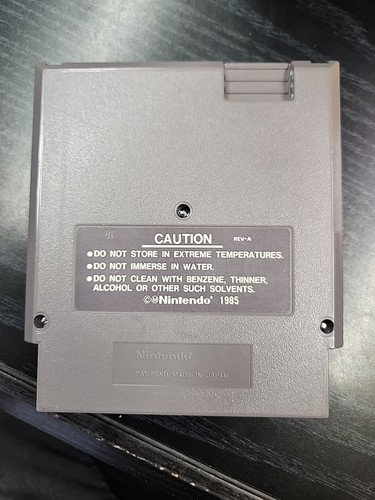 CAUTION REV-A
●DO NOT STORE IN EXTREME TEMPERATURES.
●DO NOT IMMERSE IN WATER.
●DO NOT CLEAN WITH BENZENE, THINNER,
ALCOHOL OR OTHER SUCH SOLVENTS.
©Ⓜ Nintendo® 1985
Nintendo®
PAT. PEND. MADE IN JAPAN